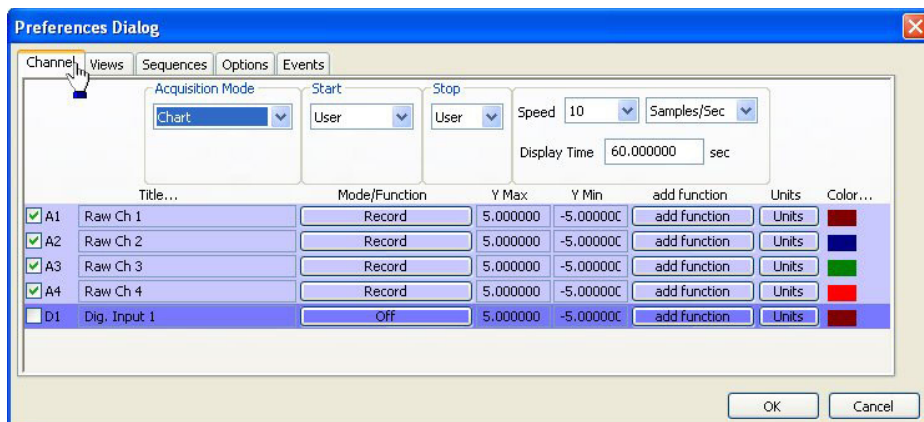 Preferences Dialog
Channel Views Sequences Options Events
Acquisition Mode Start Stop
Chart User User Speed 10 Samples/Sec
Display Time 60.000000 sec
Title... Mode/Function Y Max Y Min add function Units Color...
A1 Raw Ch 1 Record 5.000000 -5.00000C add function Units
A2 Raw Ch 2 Record 5.000000 -5.00000C add function Units
A3 Raw Ch 3 Record 5.000000 -5.00000C add function Units
A4 Raw Ch 4 Record 5.000000 -5.00000C add function Units
D1 Dig. Input 1 Off 5.000000 -5.00000C add function Units
OK Cancel